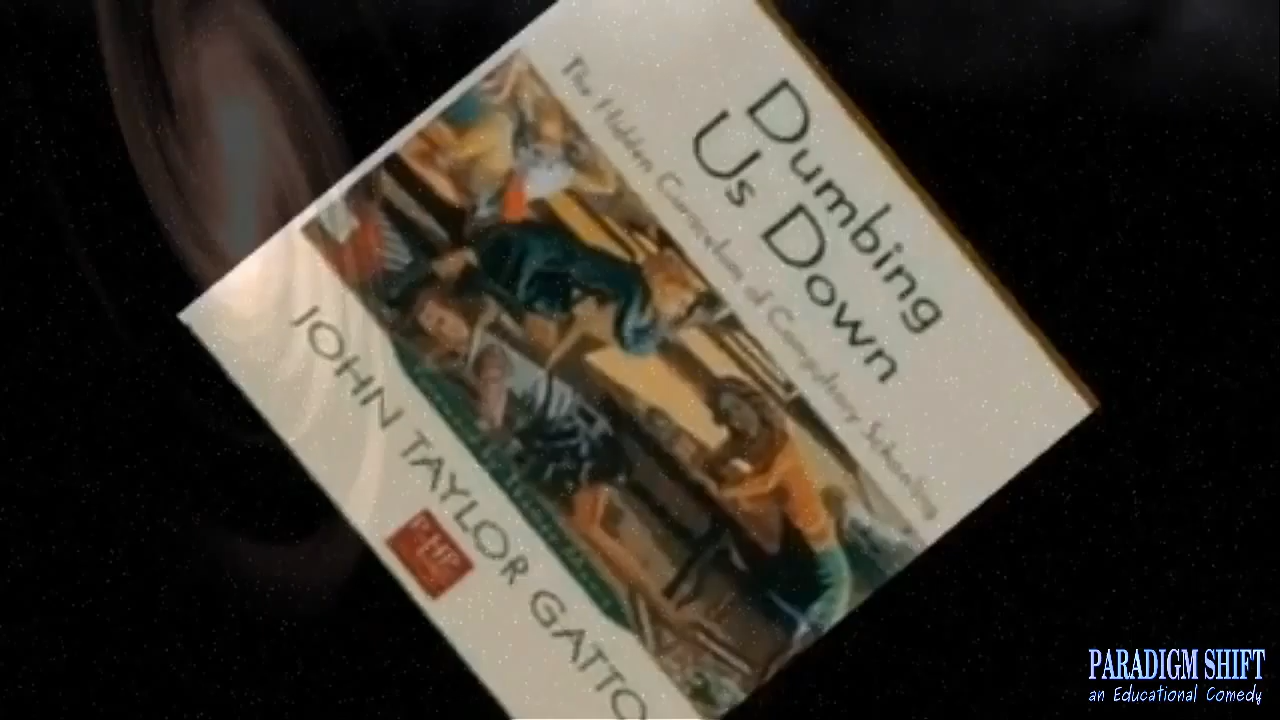 Dumbing
Us Down
The Hidden Curriculum of Compulsory Schooling
JOHN TAYLOR GATTO
PARADIGM SHIFT
an Educational Comedy